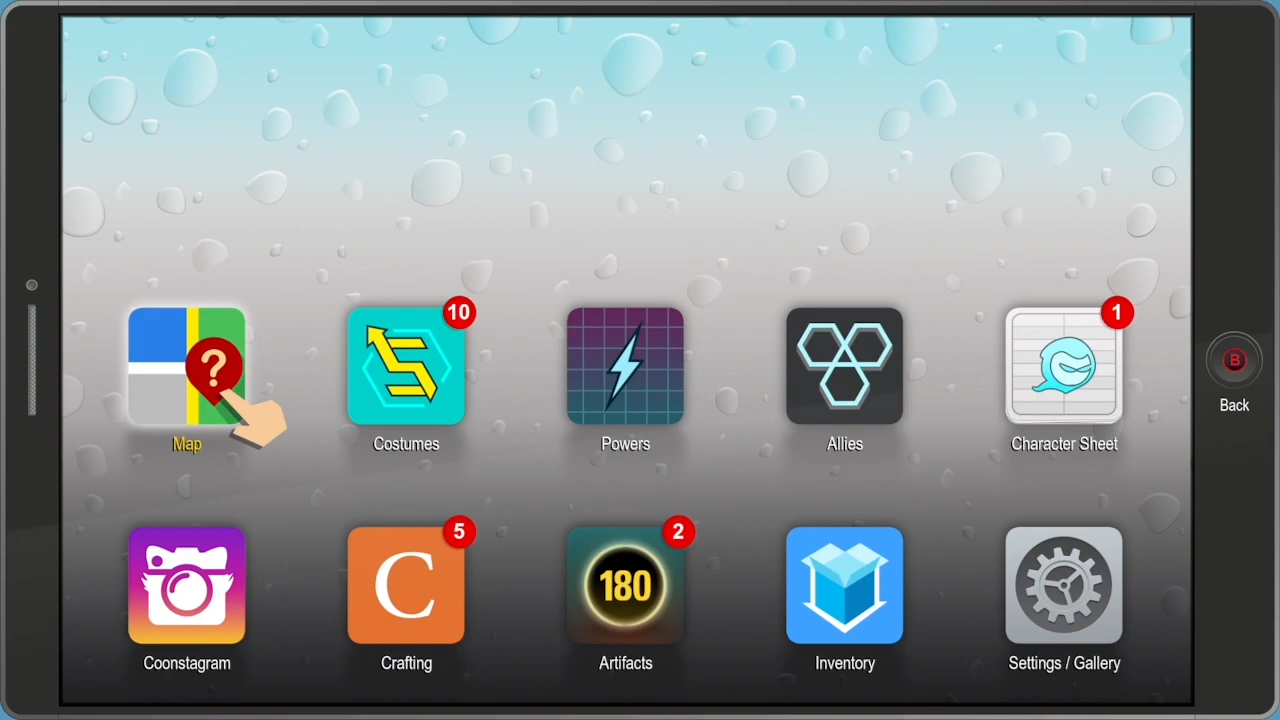 10
1
?
B
Back
Map
Costumes
Powers
Allies
Character Sheet
5
2
C
180
Coonstagram
Crafting
Artifacts
Inventory
Settings / Gallery